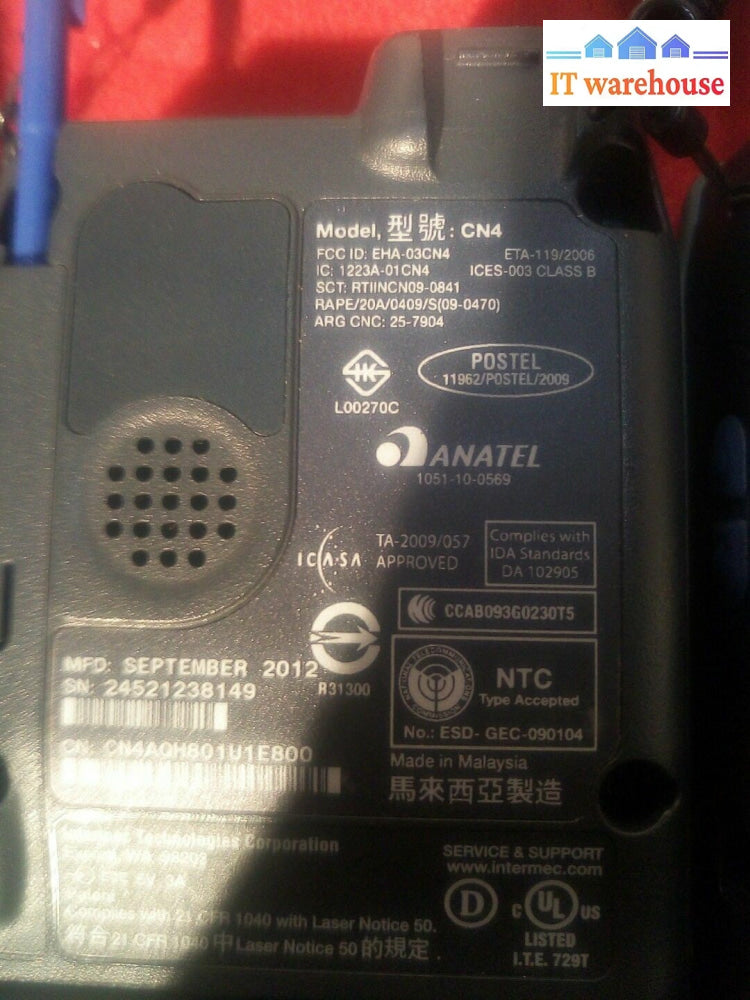 IT warehouse
Model, 型號: CN4
FCC ID: EHA-03CN4 ETA-119/2006
IC: 1223A-01CN4 ICES-003 CLASS B
SCT: RTIINCN09-0841
RAPE/20A/0409/S(09-0470)
ARG CNC: 25-7904
L00270C
POSTEL
11962/POSTEL/2009
ANATEL
1051-10-0569
ICASA
TA-2009/057
APPROVED
Complies with
IDA Standards
DA 102905
CCAB09360230T5
R31300
NTC
Type Accepted
No.: ESD- GEC-090104
MFD: SEPTEMBER 2012
SN: 24521238149
CN: CN4AQH801U1E800
Made in Malaysia
馬來西亞製造
Technologies Corporation
WA
Complies with 21 CFR 1040 with Laser Notice 50.
符合 21 CFR 1040 中 Laser Notice 50 的規定.
SERVICE & SUPPORT
www.intermec.com
D
C UL US
LISTED
I.T.E. 729T